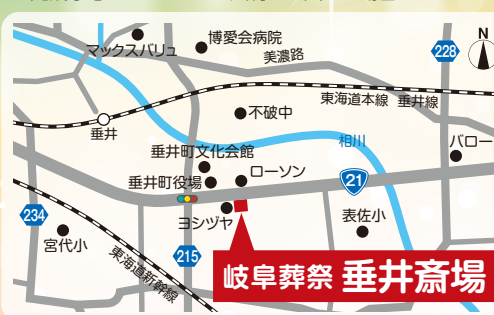 マックスバリュ
博愛会病院
美濃路
228
N
東海道本線 垂井線
垂井
不破中
相川
バロー
垂井町文化会館
ローソン
垂井町役場
21
ヨシヅヤ
表佐小
234
宮代小
東海道新幹線
215
岐阜葬祭 垂井斎場